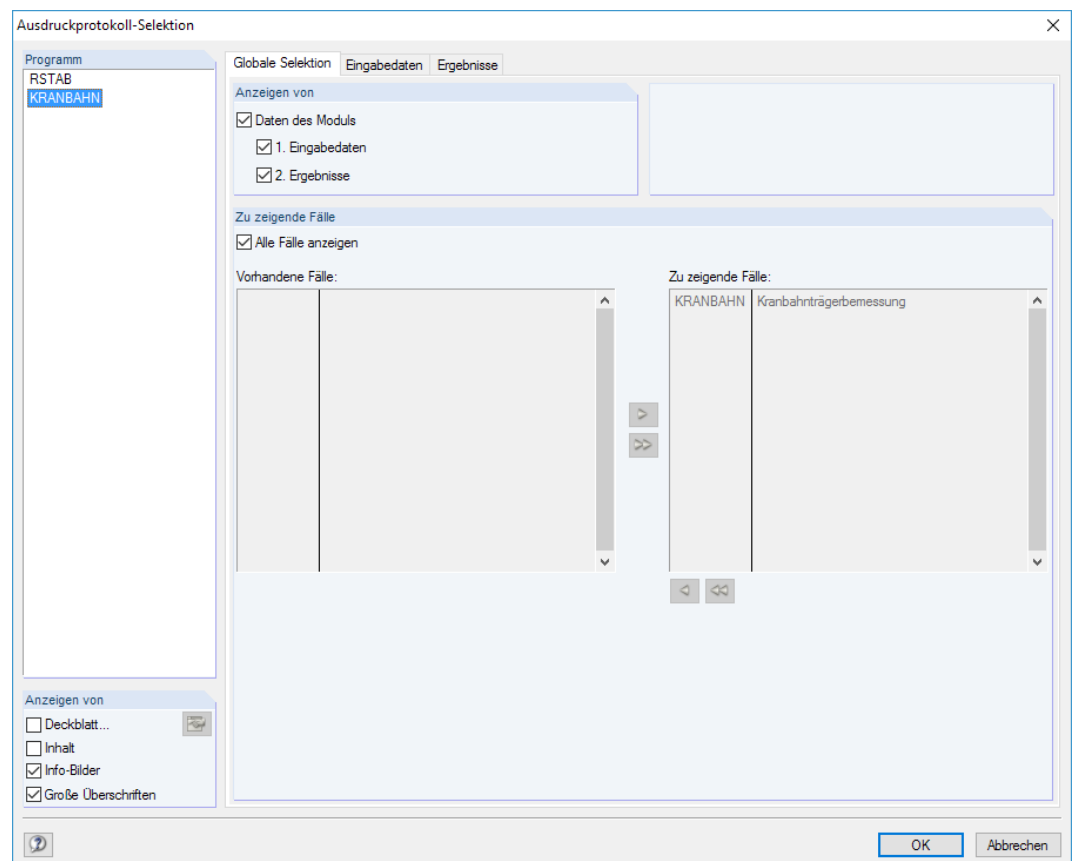 Ausdruckprotokoll-Selektion
Programm
RSTAB
KRANBAHN
Globale Selektion Eingabedaten Ergebnisse
Anzeigen von
Daten des Moduls
1. Eingabedaten
2. Ergebnisse
Zu zeigende Fälle
Alle Fälle anzeigen
Vorhandene Fälle:
Zu zeigende Fälle:
KRANBAHN Kranbahnträgerbemessung
Anzeigen von
Deckblatt...
Inhalt
Info-Bilder
Große Überschriften
OK Abbrechen